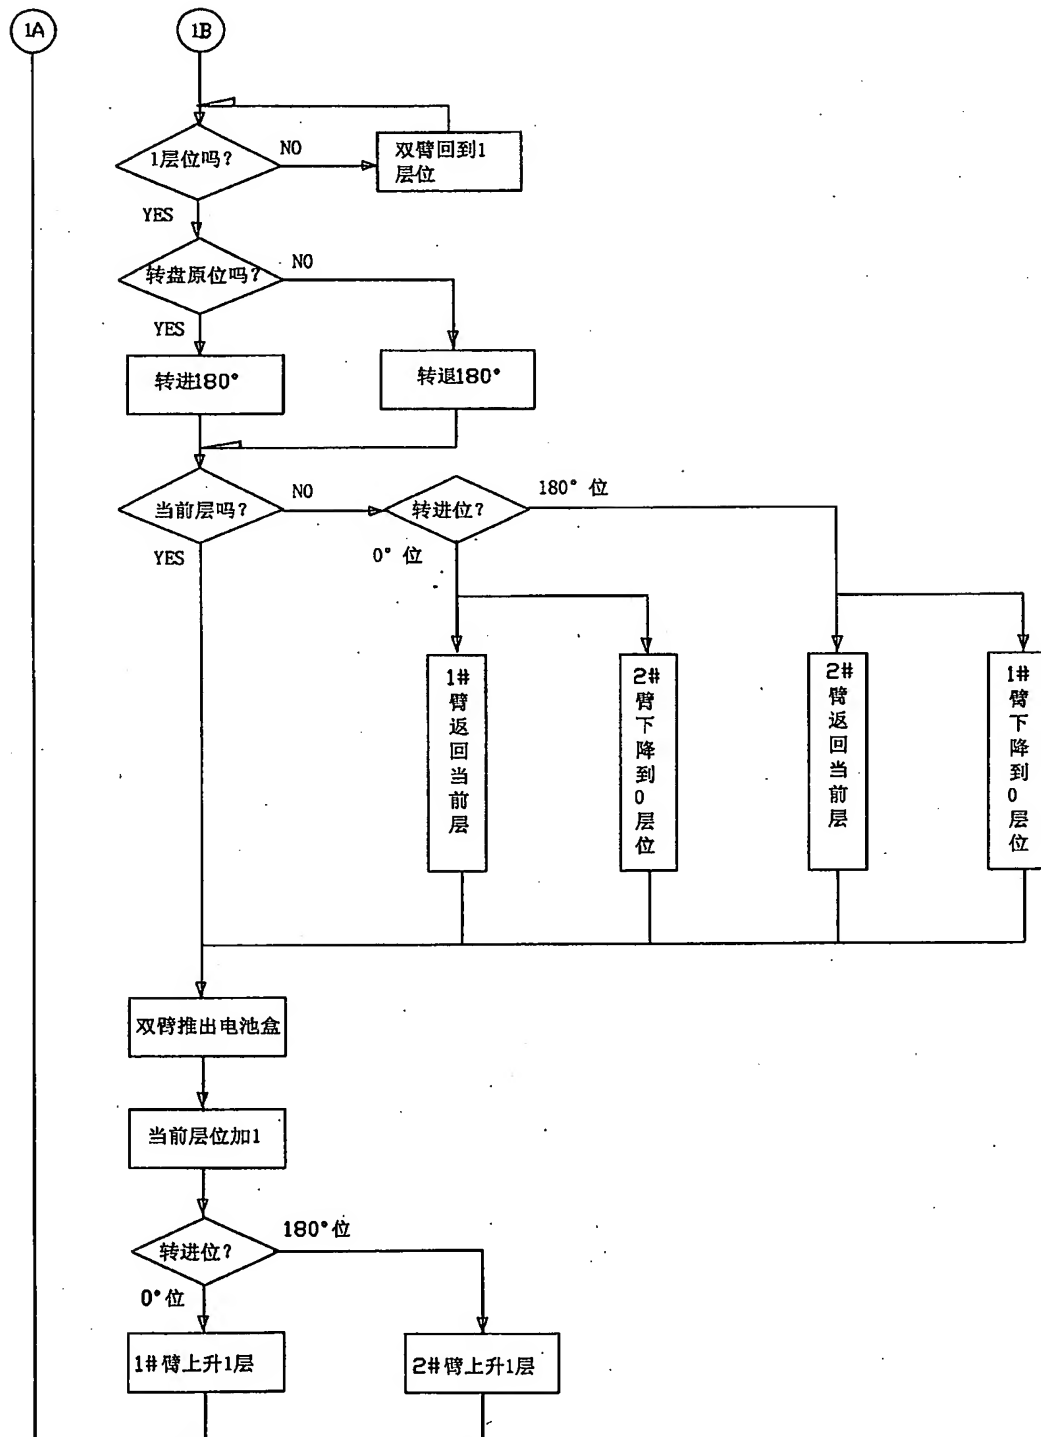 1A
1B
1层位吗?
NO
双臂回到1
层位
YES
转盘原位吗?
NO
YES
转进180°
转退180°
当前层吗?
NO
转进位?
180° 位
YES
0° 位
1#臂返回当前层
2#臂下降到0层位
2#臂返回当前层
1#臂下降到0层位
双臂推出电池盒
当前层位加1
转进位?
180°位
0°位
1#臂上升1层
2#臂上升1层